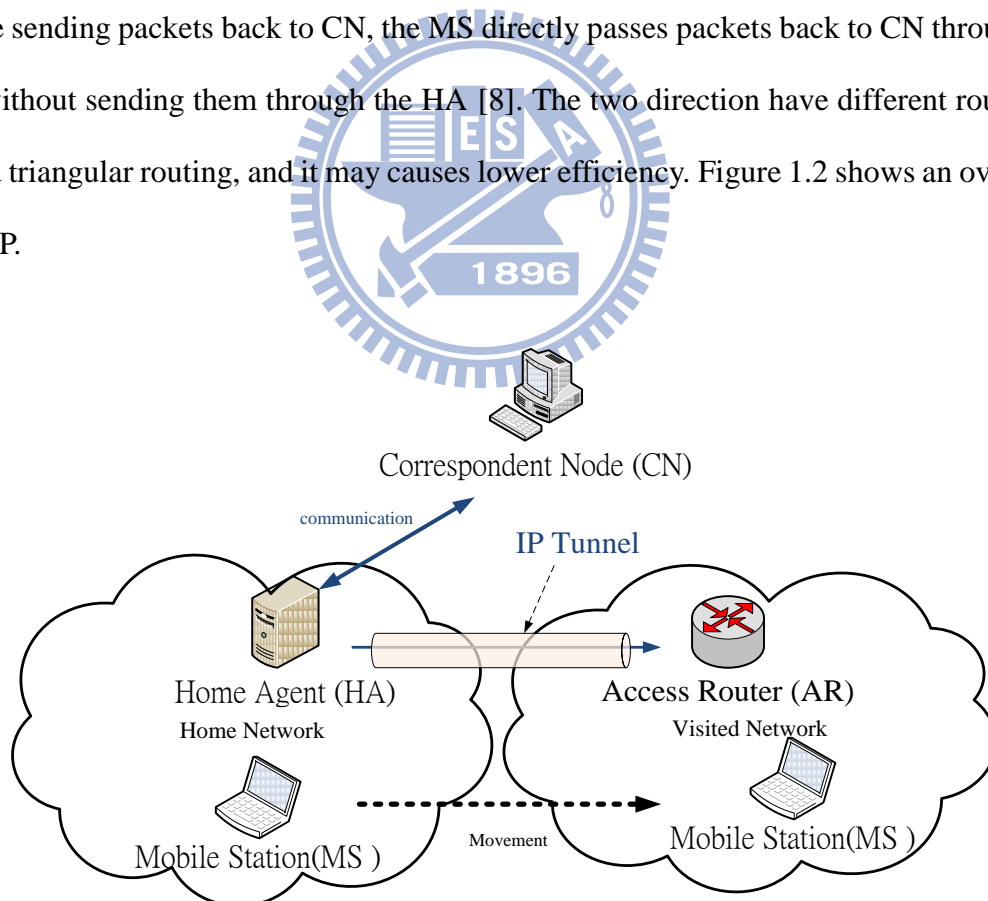 e sending packets back to CN, the MS directly passes packets back to CN throu
without sending them through the HA [8]. The two direction have different rou
triangular routing, and it may causes lower efficiency. Figure 1.2 shows an ov
P.
ES A
1896
Correspondent Node (CN)
communication
IP Tunnel
Home Agent (HA)
Access Router (AR)
Home Network
Visited Network
Movement
Mobile Station(MS )
Mobile Station(MS )